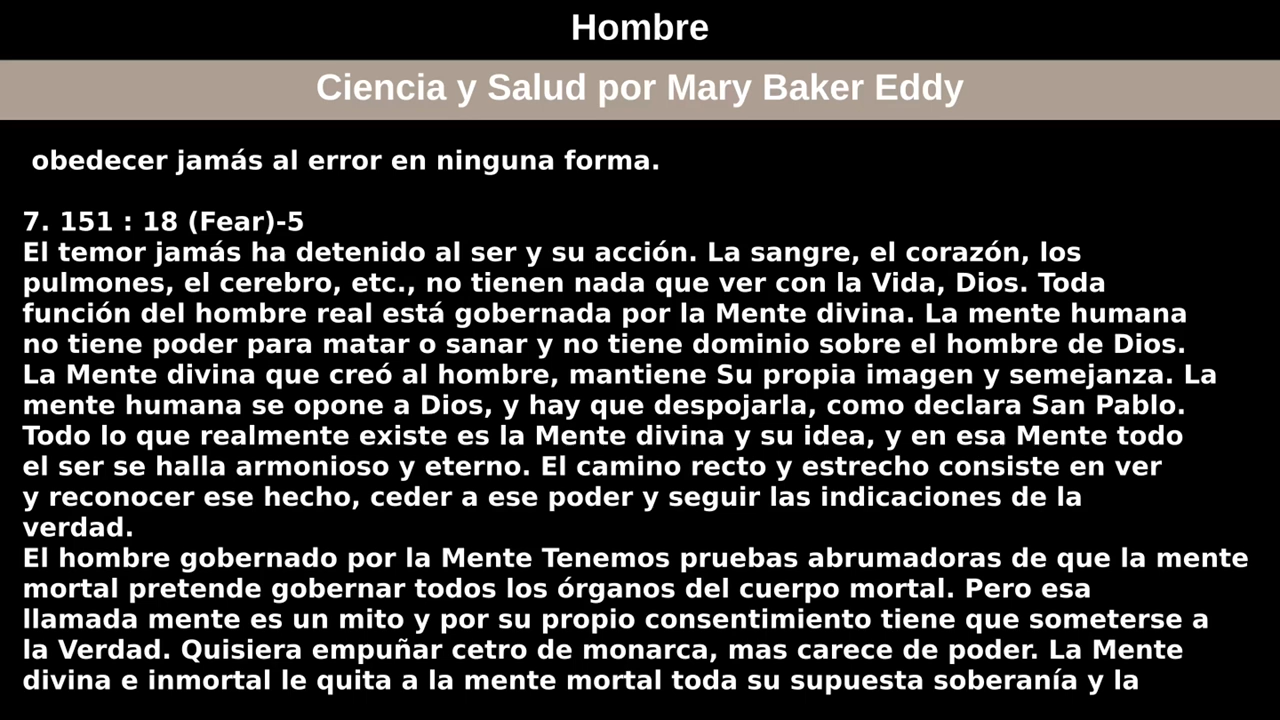 Hombre
Ciencia y Salud por Mary Baker Eddy
obedecer jamás al error en ninguna forma.
7. 151 : 18 (Fear)-5
El temor jamás ha detenido al ser y su acción. La sangre, el corazón, los
pulmones, el cerebro, etc., no tienen nada que ver con la Vida, Dios. Toda
función del hombre real está gobernada por la Mente divina. La mente humana
no tiene poder para matar o sanar y no tiene dominio sobre el hombre de Dios.
La Mente divina que creó al hombre, mantiene Su propia imagen y semejanza. La
mente humana se opone a Dios, y hay que despojarla, como declara San Pablo.
Todo lo que realmente existe es la Mente divina y su idea, y en esa Mente todo
el ser se halla armonioso y eterno. El camino recto y estrecho consiste en ver
y reconocer ese hecho, ceder a ese poder y seguir las indicaciones de la
verdad.
El hombre gobernado por la Mente Tenemos pruebas abrumadoras de que la mente
mortal pretende gobernar todos los órganos del cuerpo mortal. Pero esa
llamada mente es un mito y por su propio consentimiento tiene que someterse a
la Verdad. Quisiera empuñar cetro de monarca, mas carece de poder. La Mente
divina e inmortal le quita a la mente mortal toda su supuesta soberanía y la